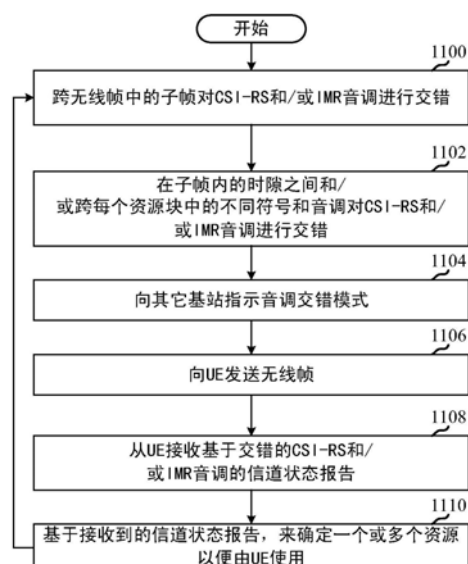 开始
1100
跨无线帧中的子帧对CSI-RS和/或IMR音调进行交错
1102
在子帧内的时隙之间和/
或跨每个资源块中的不同符号和音调对CSI-RS和/
或IMR音调进行交错
1104
向其它基站指示音调交错模式
1106
向UE发送无线帧
1108
从UE接收基于交错的CSI-RS和/
或IMR音调的信道状态报告
1110
基于接收到的信道状态报告，来确定一个或多个资源
以便由UE使用